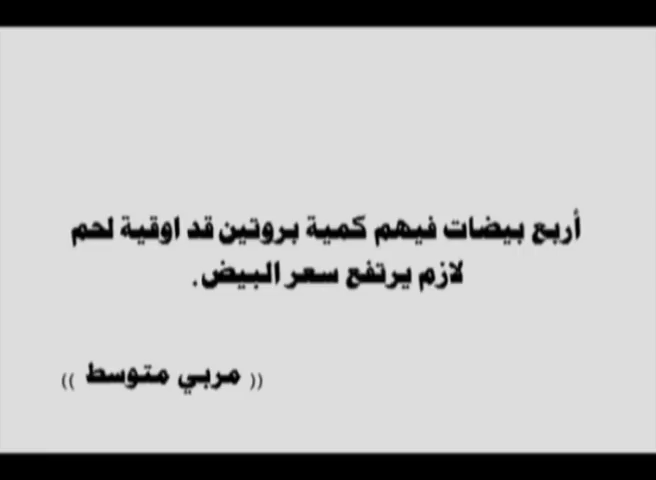 أربع بيضات فيهم كمية بروتين قد اوقية لحم
لازم يرتفع سعر البيض.
(( مربي متوسط ))